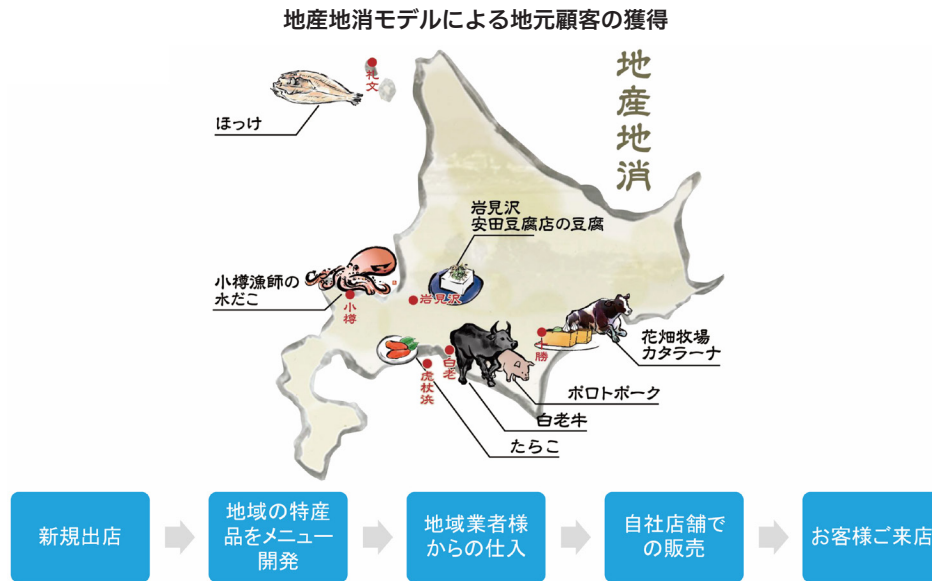 地産地消モデルによる地元顧客の獲得
地産地消
礼文
ほっけ
岩見沢
安田豆腐店の豆腐
小樽漁師の
水だこ
小樽
岩見沢
十勝
花畑牧場
カタラーナ
白老
虎杖浜
ポロトポーク
白老牛
たらこ
新規出店
地域の特産
品をメニュー
開発
地域業者様
からの仕入
自社店舗で
の販売
お客様ご来店